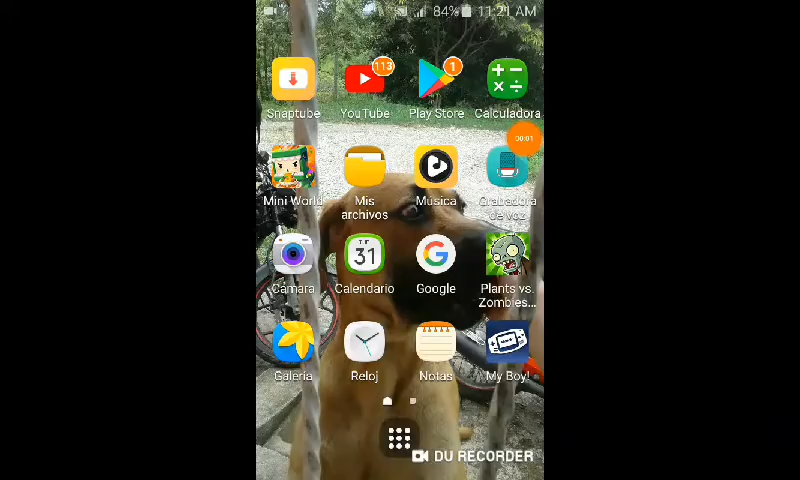 84% 11:21 AM
113 1
Snaptube YouTube Play Store Calculadora
00:01
Mini World Mis archivos Musica Grabadora de voz
31
Cámara Calendario Google Plants vs. Zombies...
Galería Reloj Notas My Boy!
DU RECORDER